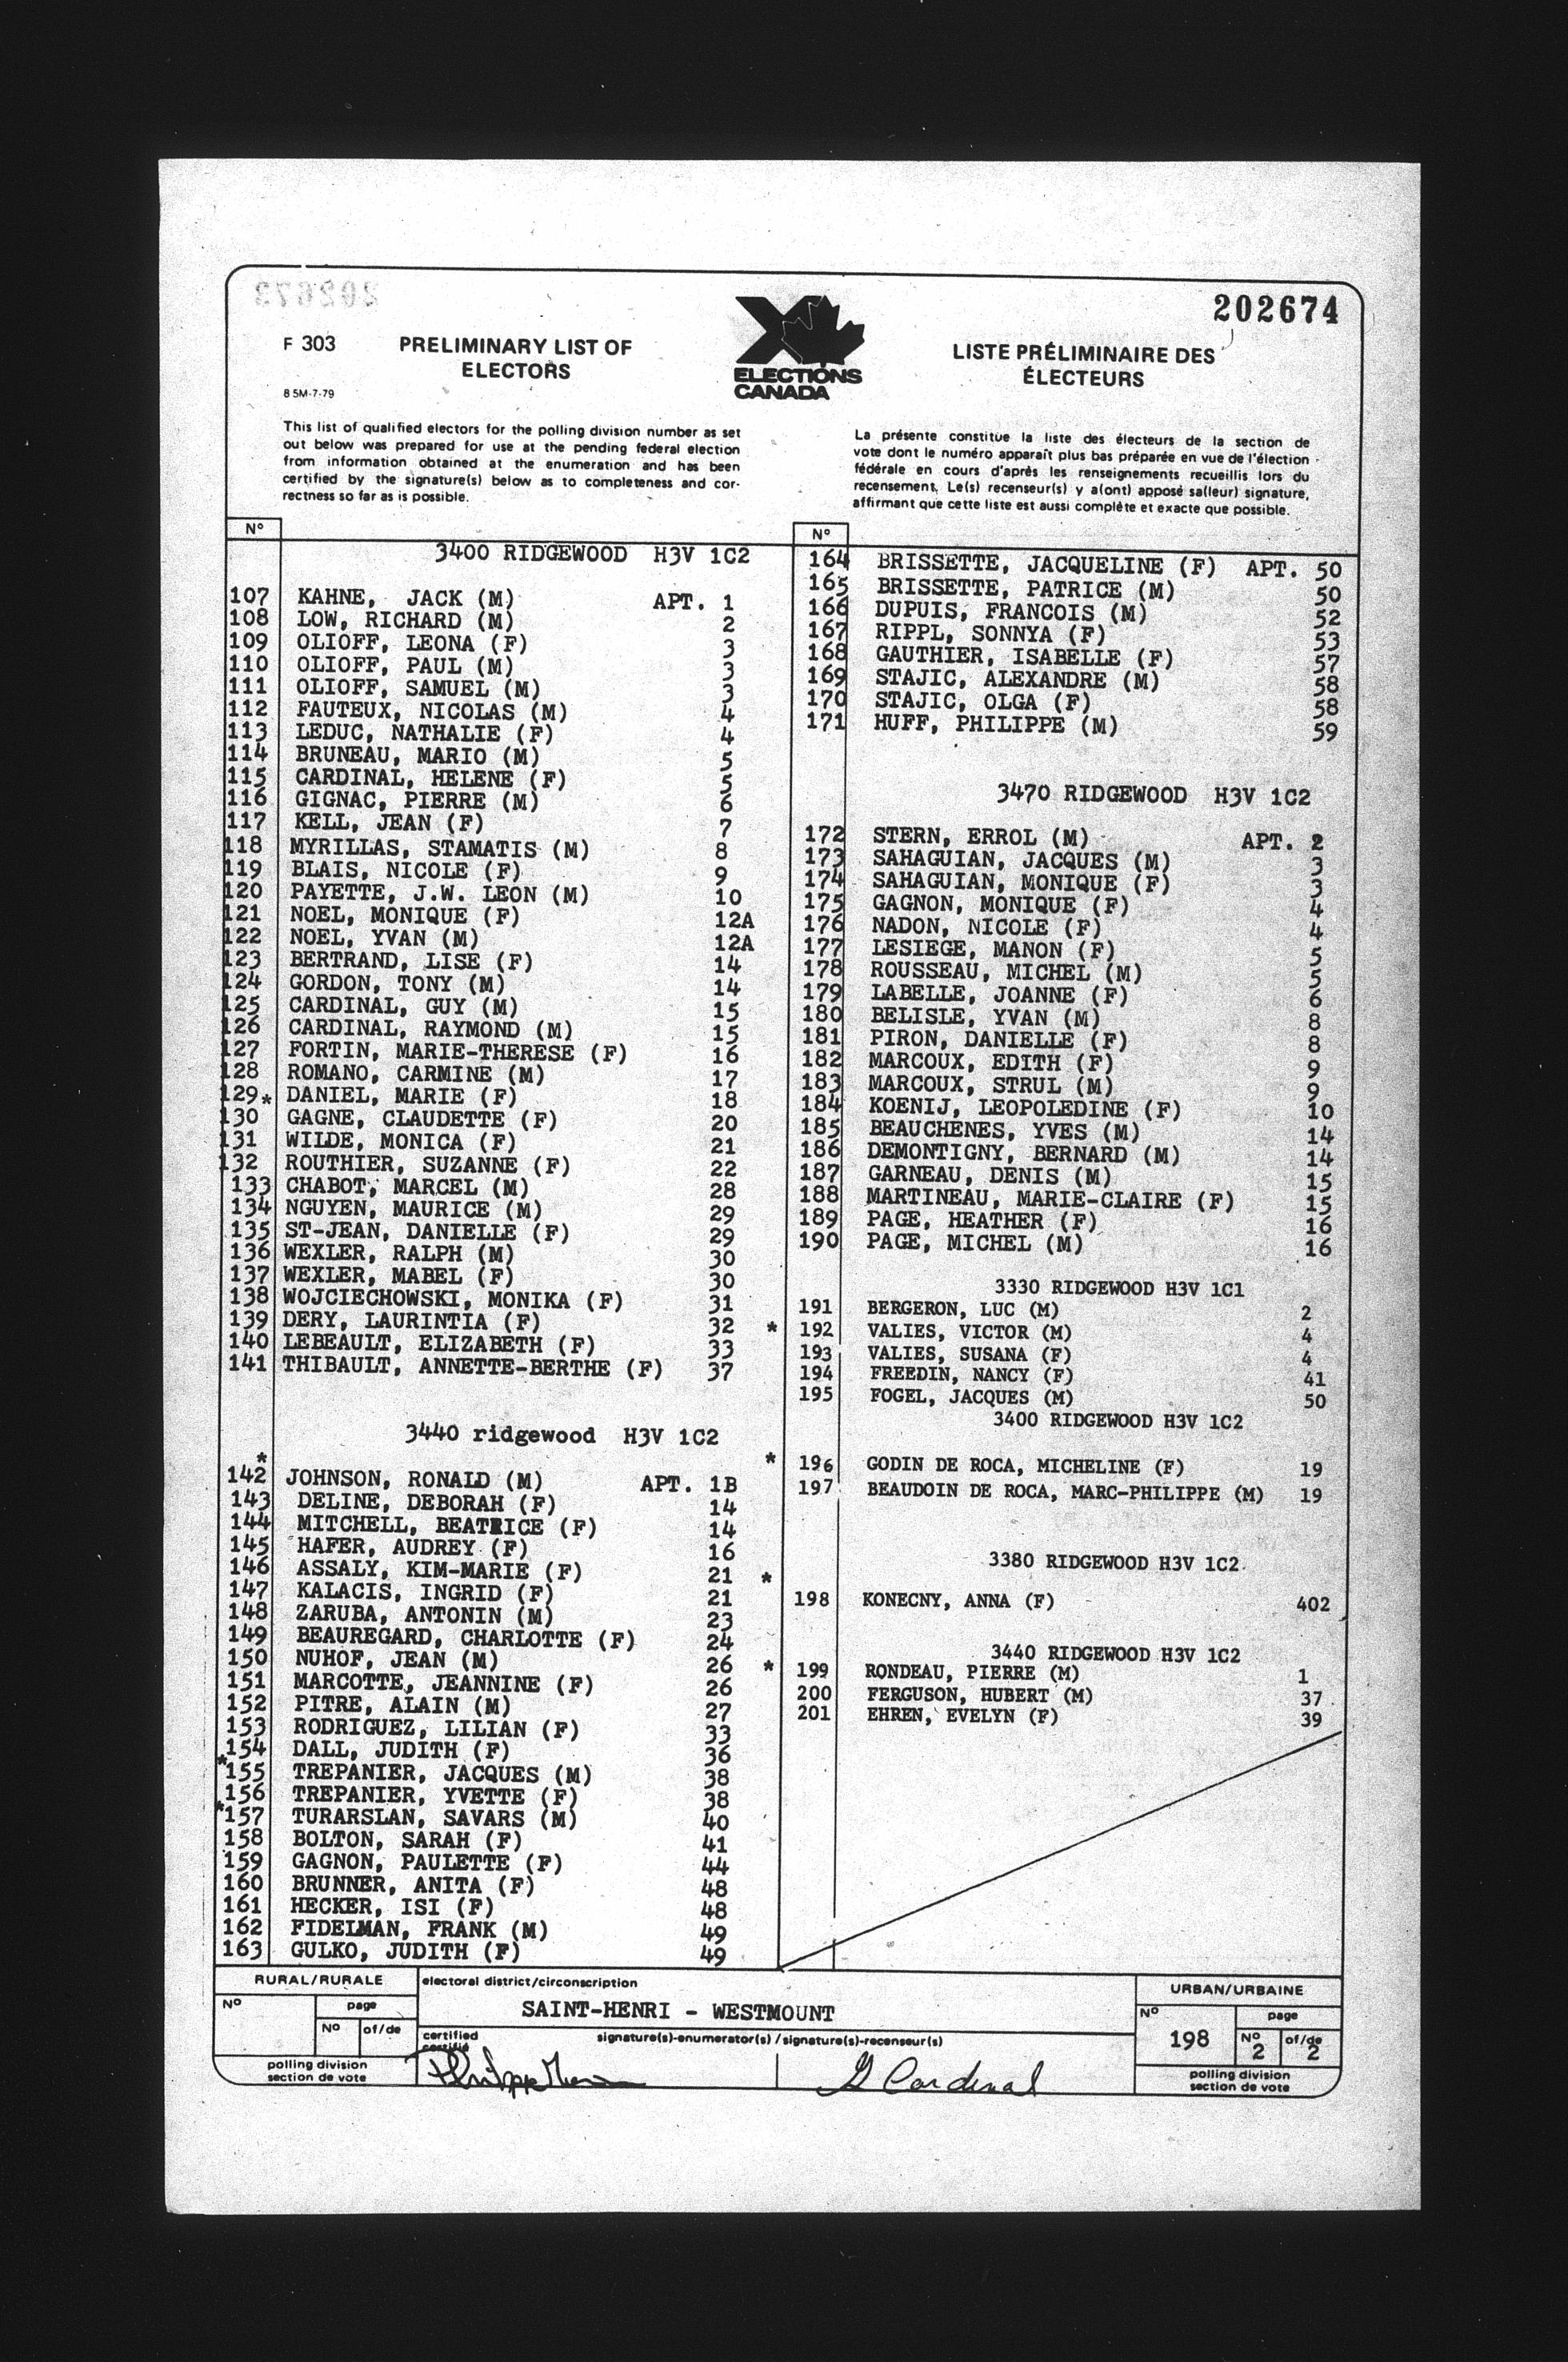 202674
F 303
PRELIMINARY LIST OF
ELECTORS
8 5M-7-79
ELECTIONS
CANADA
LISTE PRÉLIMINAIRE DES
ÉLECTEURS
This list of qualified electors for the polling division number as set
out below was prepared for use at the pending federal election
from information obtained at the enumeration and has been
certified by the signature(s) below as to completeness and cor-
rectness so far as is possible.
La présente constitue la liste des électeurs de la section de
vote dont le numéro apparaît plus bas préparée en vue de l'élection
fédérale en cours d'après les renseignements recueillis lors du
recensement. Le(s) recenseur(s) y a(ont) apposé sa(leur) signature,
affirmant que cette liste est aussi complète et exacte que possible.
No
3400 RIDGEWOOD H3V 1C2
107 KAHNE, JACK (M) APT. 1
108 LOW, RICHARD (M) 2
109 OLIOFF, LEONA (F) 3
110 OLIOFF, PAUL (M) 3
111 OLIOFF, SAMUEL (M) 3
112 FAUTEUX, NICOLAS (M) 4
113 LEDUC, NATHALIE (F) 4
114 BRUNEAU, MARIO (M) 5
115 CARDINAL, HELENE (F) 5
116 GIGNAC, PIERRE (M) 6
117 KELL, JEAN (F) 7
118 MYRILLAS, STAMATIS (M) 8
119 BLAIS, NICOLE (F) 9
120 PAYETTE, J.W. LEON (M) 10
121 NOEL, MONIQUE (F) 12A
122 NOEL, YVAN (M) 12A
123 BERTRAND, LISE (F) 14
124 GORDON, TONY (M) 14
125 CARDINAL, GUY (M) 15
126 CARDINAL, RAYMOND (M) 15
127 FORTIN, MARIE-THERESE (F) 16
128 ROMANO, CARMINE (M) 17
129* DANIEL, MARIE (F) 18
130 GAGNE, CLAUDETTE (F) 20
131 WILDE, MONICA (F) 21
132 ROUTHIER, SUZANNE (F) 22
133 CHABOT, MARCEL (M) 28
134 NGUYEN, MAURICE (M) 29
135 ST-JEAN, DANIELLE (F) 29
136 WEXLER, RALPH (M) 30
137 WEXLER, MABEL (F) 30
138 WOJCIECHOWSKI, MONIKA (F) 31
139 DERY, LAURINTIA (F) 32
140 LEBEAULT, ELIZABETH (F) 33
141 THIBAULT, ANNETTE-BERTHE (F) 37
3440 ridgewood H3V 1C2
*
142 JOHNSON, RONALD (M) APT. 1B
143 DELINE, DEBORAH (F) 14
144 MITCHELL, BEATRICE (F) 14
145 HAFER, AUDREY (F) 16
146 ASSALY, KIM-MARIE (F) 21
147 KALACIS, INGRID (F) 21
148 ZARUBA, ANTONIN (M) 23
149 BEAUREGARD, CHARLOTTE (F) 24
150 NUHOF, JEAN (M) 26
151 MARCOTTE, JEANNINE (F) 26
152 PITRE, ALAIN (M) 27
153 RODRIGUEZ, LILIAN (F) 33
154 DALL, JUDITH (F) 36
*155 TREPANIER, JACQUES (M) 38
156 TREPANIER, YVETTE (F) 38
*157 TURARSLAN, SAVARS (M) 40
158 BOLTON, SARAH (F) 41
159 GAGNON, PAULETTE (F) 44
160 BRUNNER, ANITA (F) 48
161 HECKER, ISI (F) 48
162 FIDELMAN, FRANK (M) 49
163 GULKO, JUDITH (F) 49
No
164 BRISSETTE, JACQUELINE (F) APT. 50
165 BRISSETTE, PATRICE (M) 50
166 DUPUIS, FRANCOIS (M) 52
167 RIPPL, SONNYA (F) 53
168 GAUTHIER, ISABELLE (F) 57
169 STAJIC, ALEXANDRE (M) 58
170 STAJIC, OLGA (F) 58
171 HUFF, PHILIPPE (M) 59
3470 RIDGEWOOD H3V 1C2
172 STERN, ERROL (M) APT. 2
173 SAHAGUIAN, JACQUES (M) 3
174 SAHAGUIAN, MONIQUE (F) 3
175 GAGNON, MONIQUE (F) 4
176 NADON, NICOLE (F) 4
177 LESIEGE, MANON (F) 5
178 ROUSSEAU, MICHEL (M) 5
179 LABELLE, JOANNE (F) 6
180 BELISLE, YVAN (M) 8
181 PIRON, DANIELLE (F) 8
182 MARCOUX, EDITH (F) 9
183 MARCOUX, STRUL (M) 9
184 KOENIJ, LEOPOLEDINE (F) 10
185 BEAUCHENES, YVES (M) 14
186 DEMONTIGNY, BERNARD (M) 14
187 GARNEAU, DENIS (M) 15
188 MARTINEAU, MARIE-CLAIRE (F) 15
189 PAGE, HEATHER (F) 16
190 PAGE, MICHEL (M) 16
3330 RIDGEWOOD H3V 1C1
191 BERGERON, LUC (M) 2
* 192 VALIES, VICTOR (M) 4
193 VALIES, SUSANA (F) 4
194 FREEDIN, NANCY (F) 41
195 FOGEL, JACQUES (M) 50
3400 RIDGEWOOD H3V 1C2
* 196 GODIN DE ROCA, MICHELINE (F) 19
197 BEAUDOIN DE ROCA, MARC-PHILIPPE (M) 19
3380 RIDGEWOOD H3V 1C2
*
198 KONECNY, ANNA (F) 402
3440 RIDGEWOOD H3V 1C2
* 199 RONDEAU, PIERRE (M) 1
200 FERGUSON, HUBERT (M) 37
201 EHREN, EVELYN (F) 39
RURAL/RURALE
No
page
No of/de
polling division
section de vote
electoral district/circonscription
SAINT-HENRI - WESTMOUNT
certified
certifié
signature(s)-enumerator(s) / signature(s)-recenseur(s)
G Cardinal
URBAN/URBAINE
No
198
page
No 2
of/de 2
polling division
section de vote